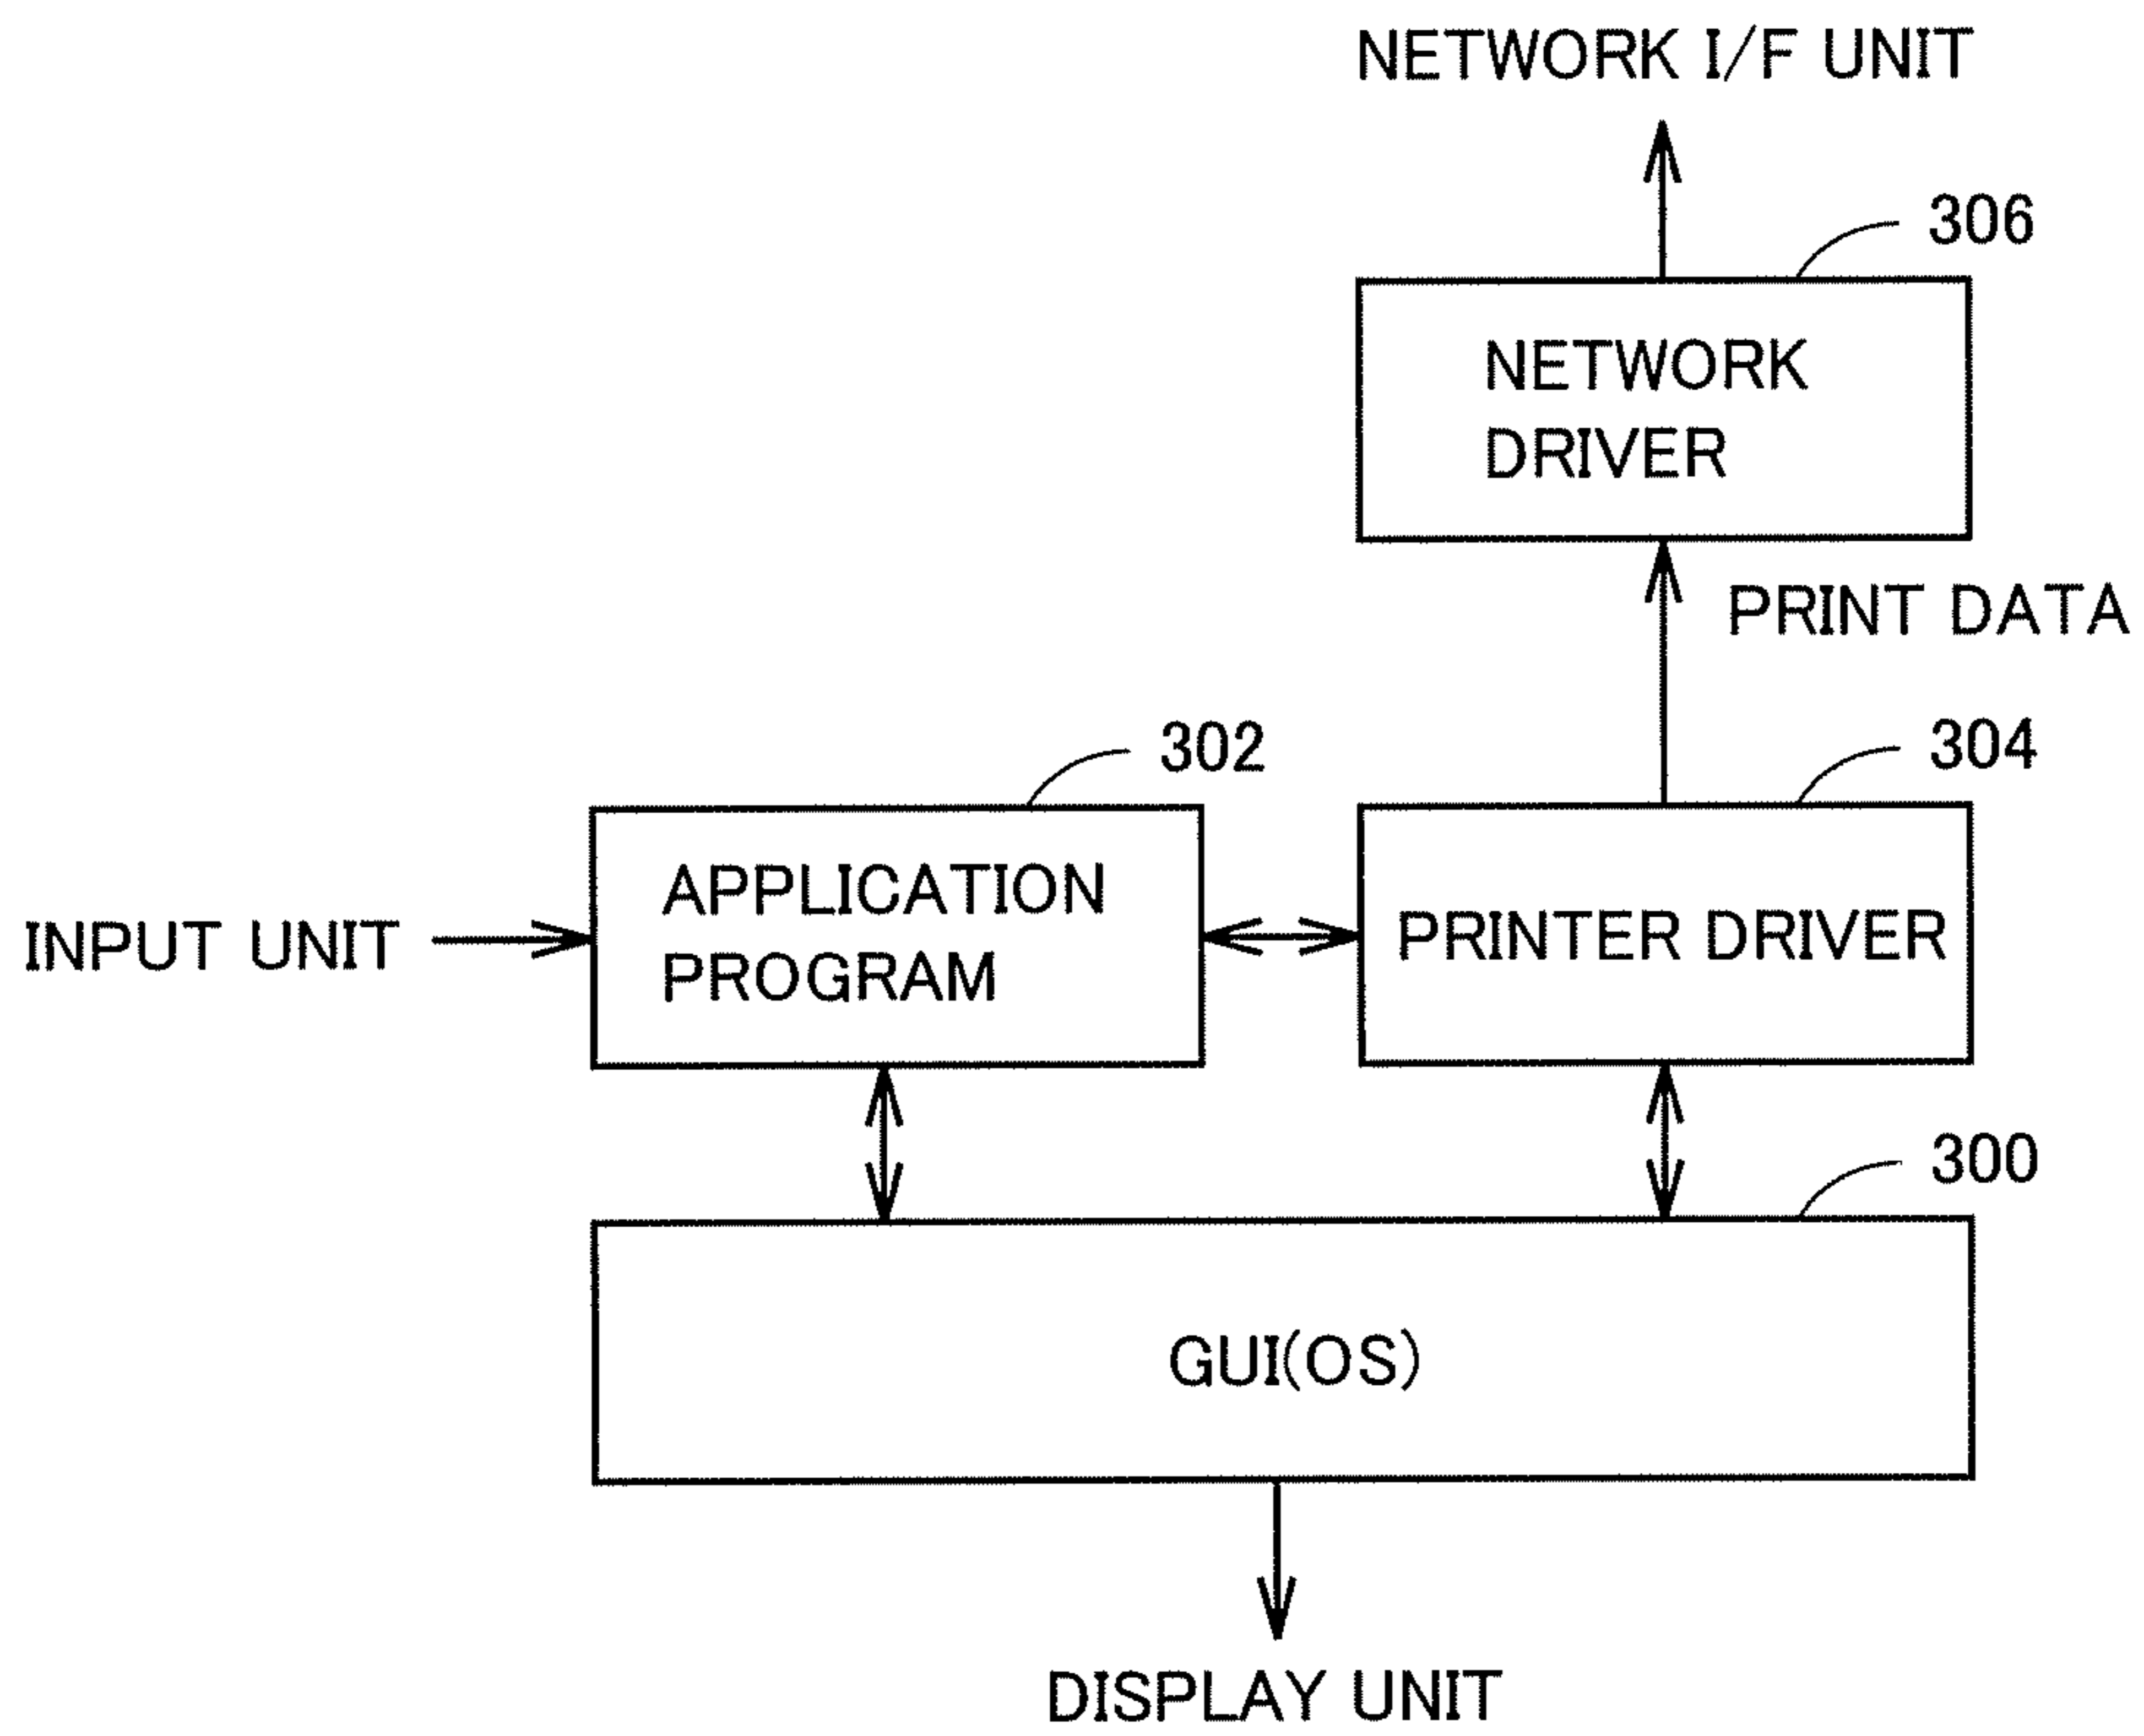 NETWORK I/F UNIT
306
NETWORK
DRIVER
PRINT DATA
302
304
APPLICATION
PROGRAM
INPUT UNIT
PRINTER DRIVER
300
GUI(OS)
DISPLAY UNIT